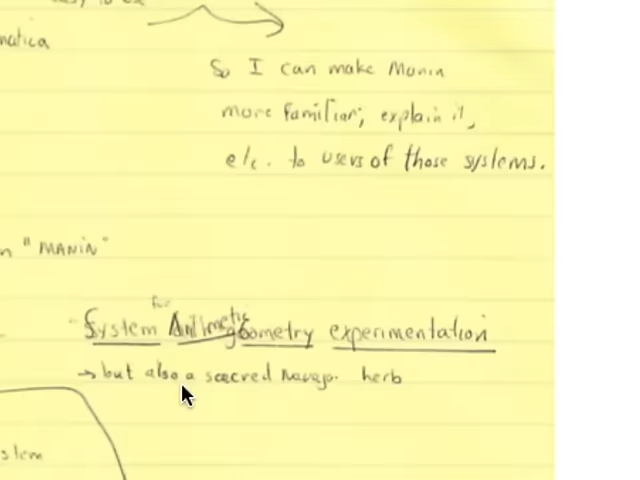 matica
So I can make Manin
more familiar, explain it,
etc. to users of those systems.
n "MANIN"
for
System Arithmetic geometry experimentation
→ but also a sacred Navajo herb
stem